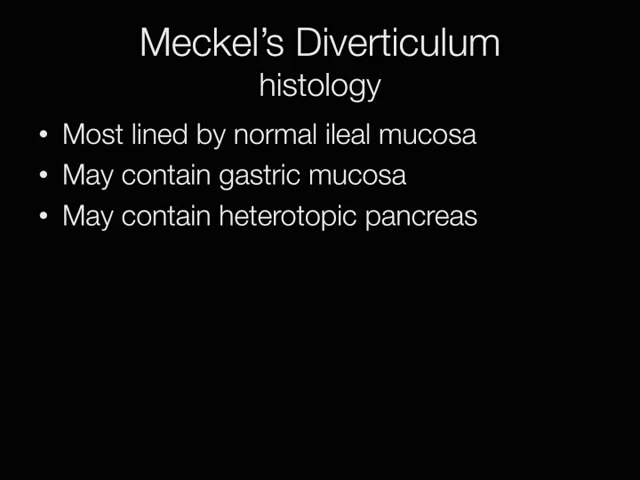 Meckel's Diverticulum
histology
• Most lined by normal ileal mucosa
• May contain gastric mucosa
• May contain heterotopic pancreas